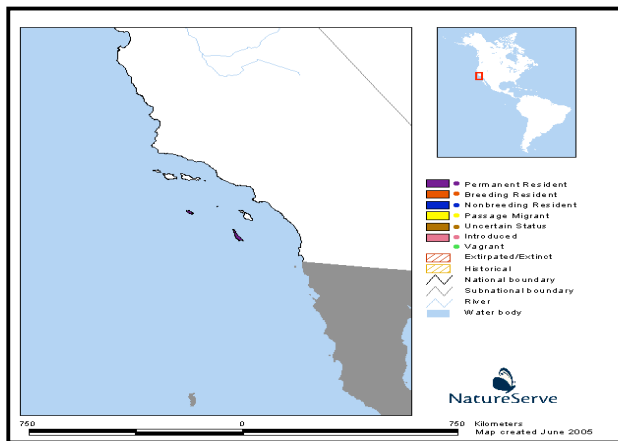 Permanent Resident
Breeding Resident
Nonbreeding Resident
Passage Migrant
Uncertain Status
Introduced
Vagrant
Extirpated/Extinct
Historical
National boundary
Subnational boundary
River
Water body
NatureServe
750 0 750 Kilometers
Map created June 2005